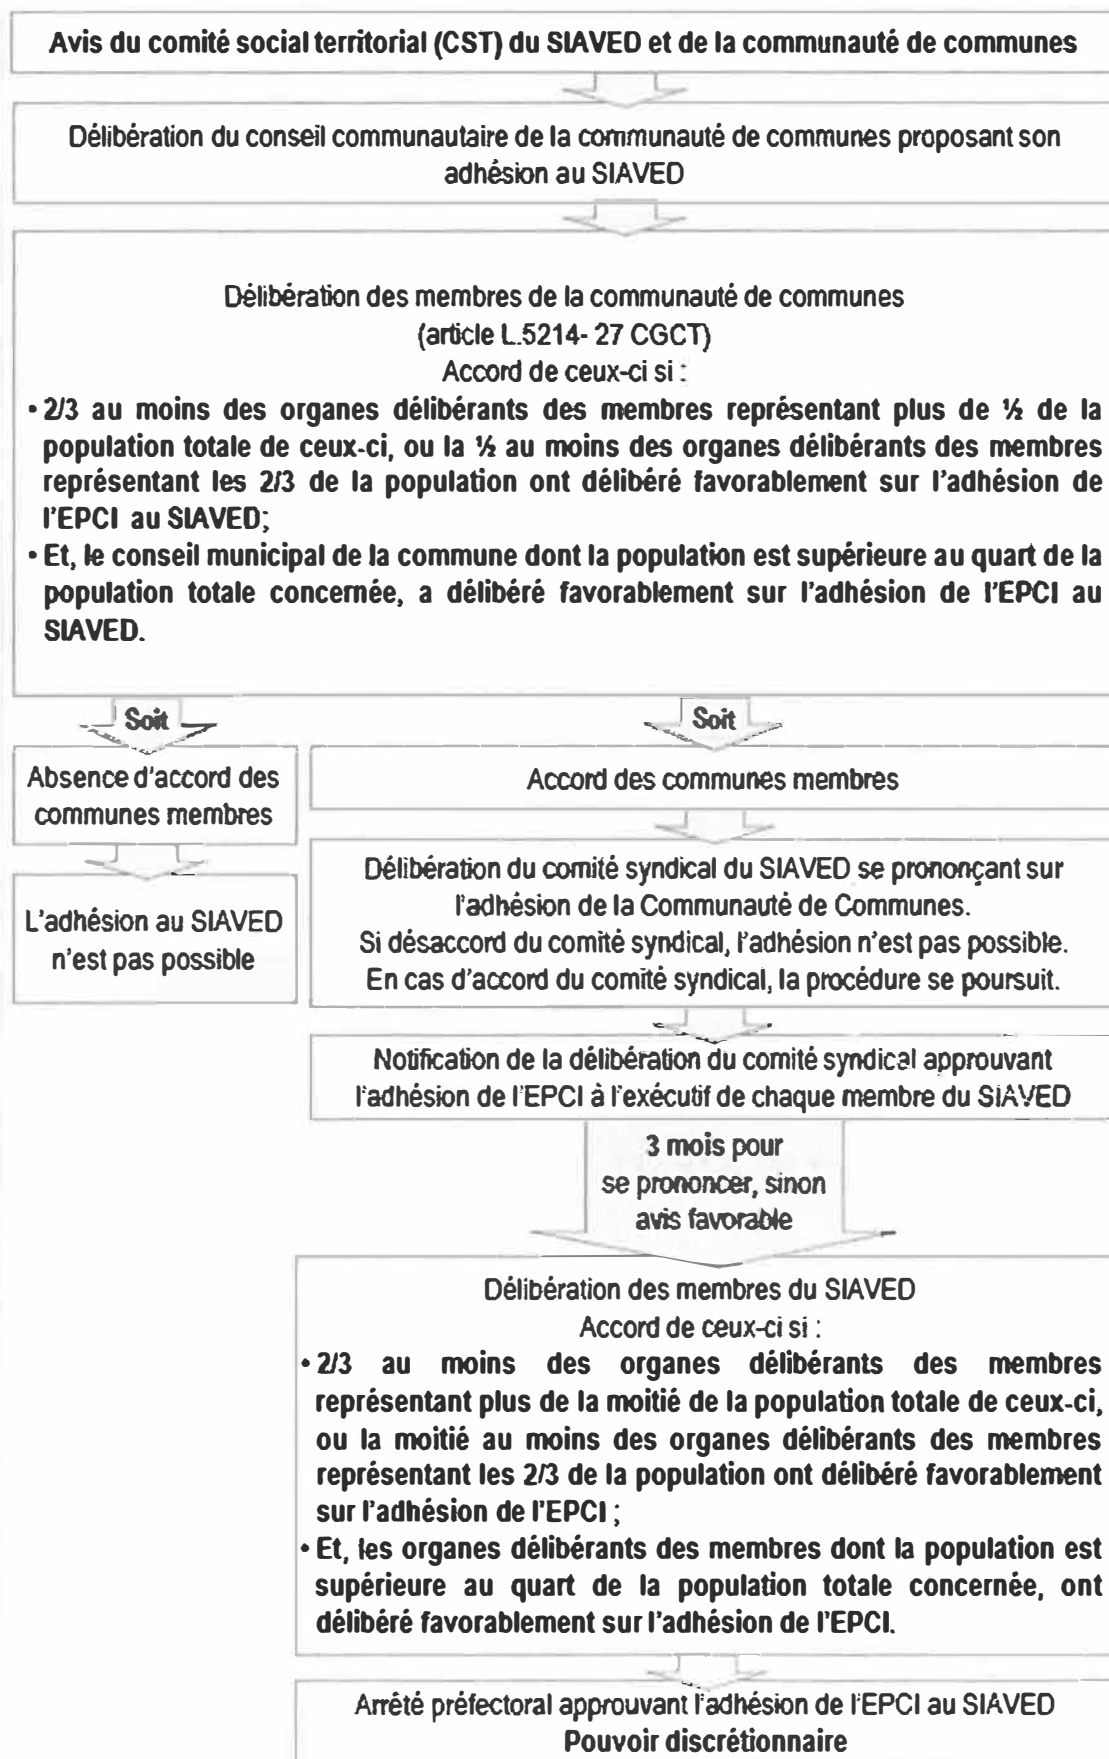 Avis du comité social territorial (CST) du SIAVED et de la communauté de communes
Délibération du conseil communautaire de la communauté de communes proposant son
adhésion au SIAVED
Délibération des membres de la communauté de communes
(article L.5214- 27 CGCT)
Accord de ceux-ci si :
• 2/3 au moins des organes délibérants des membres représentant plus de ½ de la
population totale de ceux-ci, ou la ½ au moins des organes délibérants des membres
représentant les 2/3 de la population ont délibéré favorablement sur l'adhésion de
l'EPCI au SIAVED;
• Et, le conseil municipal de la commune dont la population est supérieure au quart de la
population totale concernée, a délibéré favorablement sur l'adhésion de l'EPCI au
SIAVED.
Soit
Soit
Absence d'accord des
communes membres
L'adhésion au SIAVED
n'est pas possible
Accord des communes membres
Délibération du comité syndical du SIAVED se prononçant sur
l'adhésion de la Communauté de Communes.
Si désaccord du comité syndical, l'adhésion n'est pas possible.
En cas d'accord du comité syndical, la procédure se poursuit.
Notification de la délibération du comité syndical approuvant
l'adhésion de l'EPCI à l'exécutif de chaque membre du SIAVED
3 mois pour
se prononcer, sinon
avis favorable
Délibération des membres du SIAVED
Accord de ceux-ci si :
• 2/3 au moins des organes délibérants des membres
représentant plus de la moitié de la population totale de ceux-ci,
ou la moitié au moins des organes délibérants des membres
représentant les 2/3 de la population ont délibéré favorablement
sur l'adhésion de l'EPCI ;
• Et, les organes délibérants des membres dont la population est
supérieure au quart de la population totale concernée, ont
délibéré favorablement sur l'adhésion de l'EPCI.
Arrêté préfectoral approuvant l'adhésion de l'EPCI au SIAVED
Pouvoir discrétionnaire